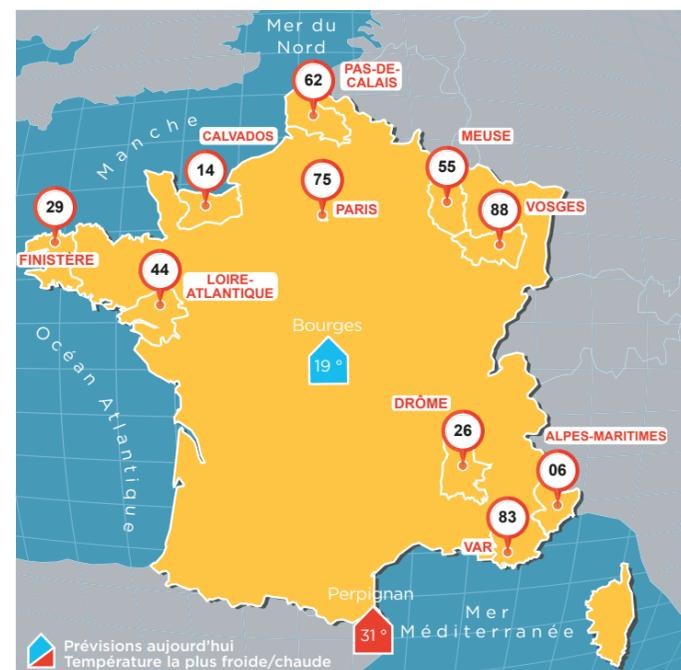 Mer du
Nord
62
PAS-DE-
CALAIS
Manche
CALVADOS
14
75
PARIS
MEUSE
55
88
VOSGES
29
FINISTÈRE
44
LOIRE-
ATLANTIQUE
Océan Atlantique
Bourges
19 °
DRÔME
26
ALPES-MARITIMES
06
83
VAR
Perpignan
31 °
Mer
Méditerranée
Prévisions aujourd'hui
Température la plus froide/chaude